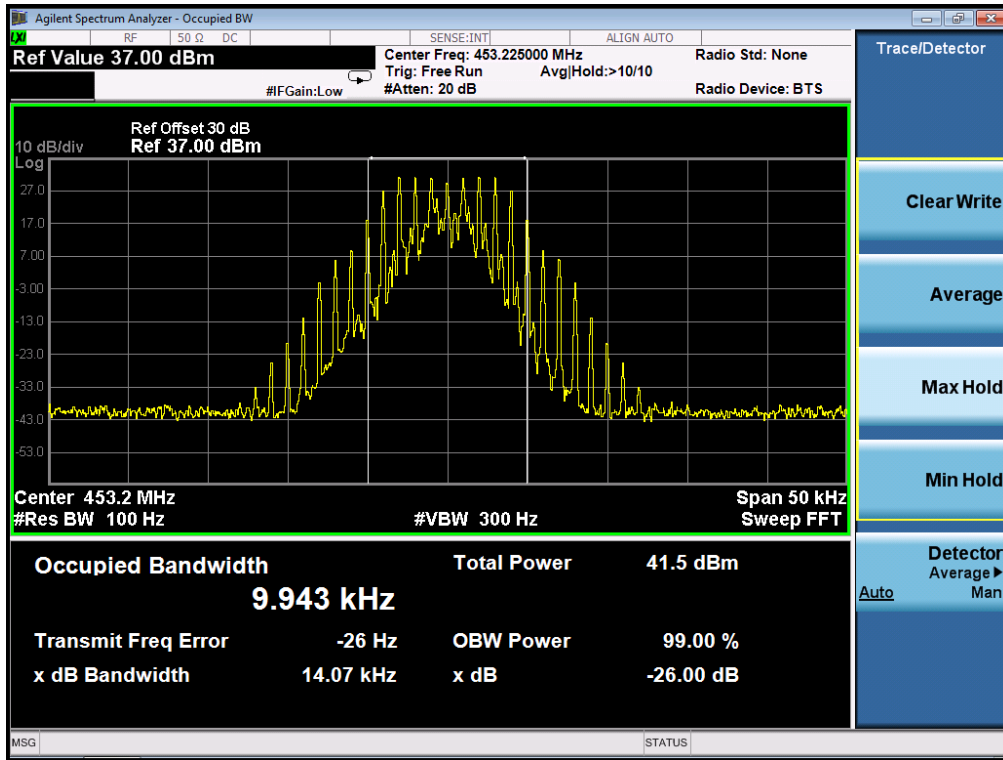 Agilent Spectrum Analyzer - Occupied BW
LXI RF 50 Ω DC SENSE:INT ALIGN AUTO
Ref Value 37.00 dBm
Center Freq: 453.225000 MHz Radio Std: None
Trig: Free Run Avg|Hold:>10/10
#IFGain:Low #Atten: 20 dB Radio Device: BTS
Trace/Detector
Ref Offset 30 dB
10 dB/div Ref 37.00 dBm
Log
27.0
17.0
7.00
-3.00
-13.0
-23.0
-33.0
-43.0
-53.0
Center 453.2 MHz Span 50 kHz
#Res BW 100 Hz #VBW 300 Hz Sweep FFT
Occupied Bandwidth Total Power 41.5 dBm
9.943 kHz
Transmit Freq Error -26 Hz OBW Power 99.00 %
x dB Bandwidth 14.07 kHz x dB -26.00 dB
Clear Write
Average
Max Hold
Min Hold
Detector
Average
Auto Man
MSG STATUS